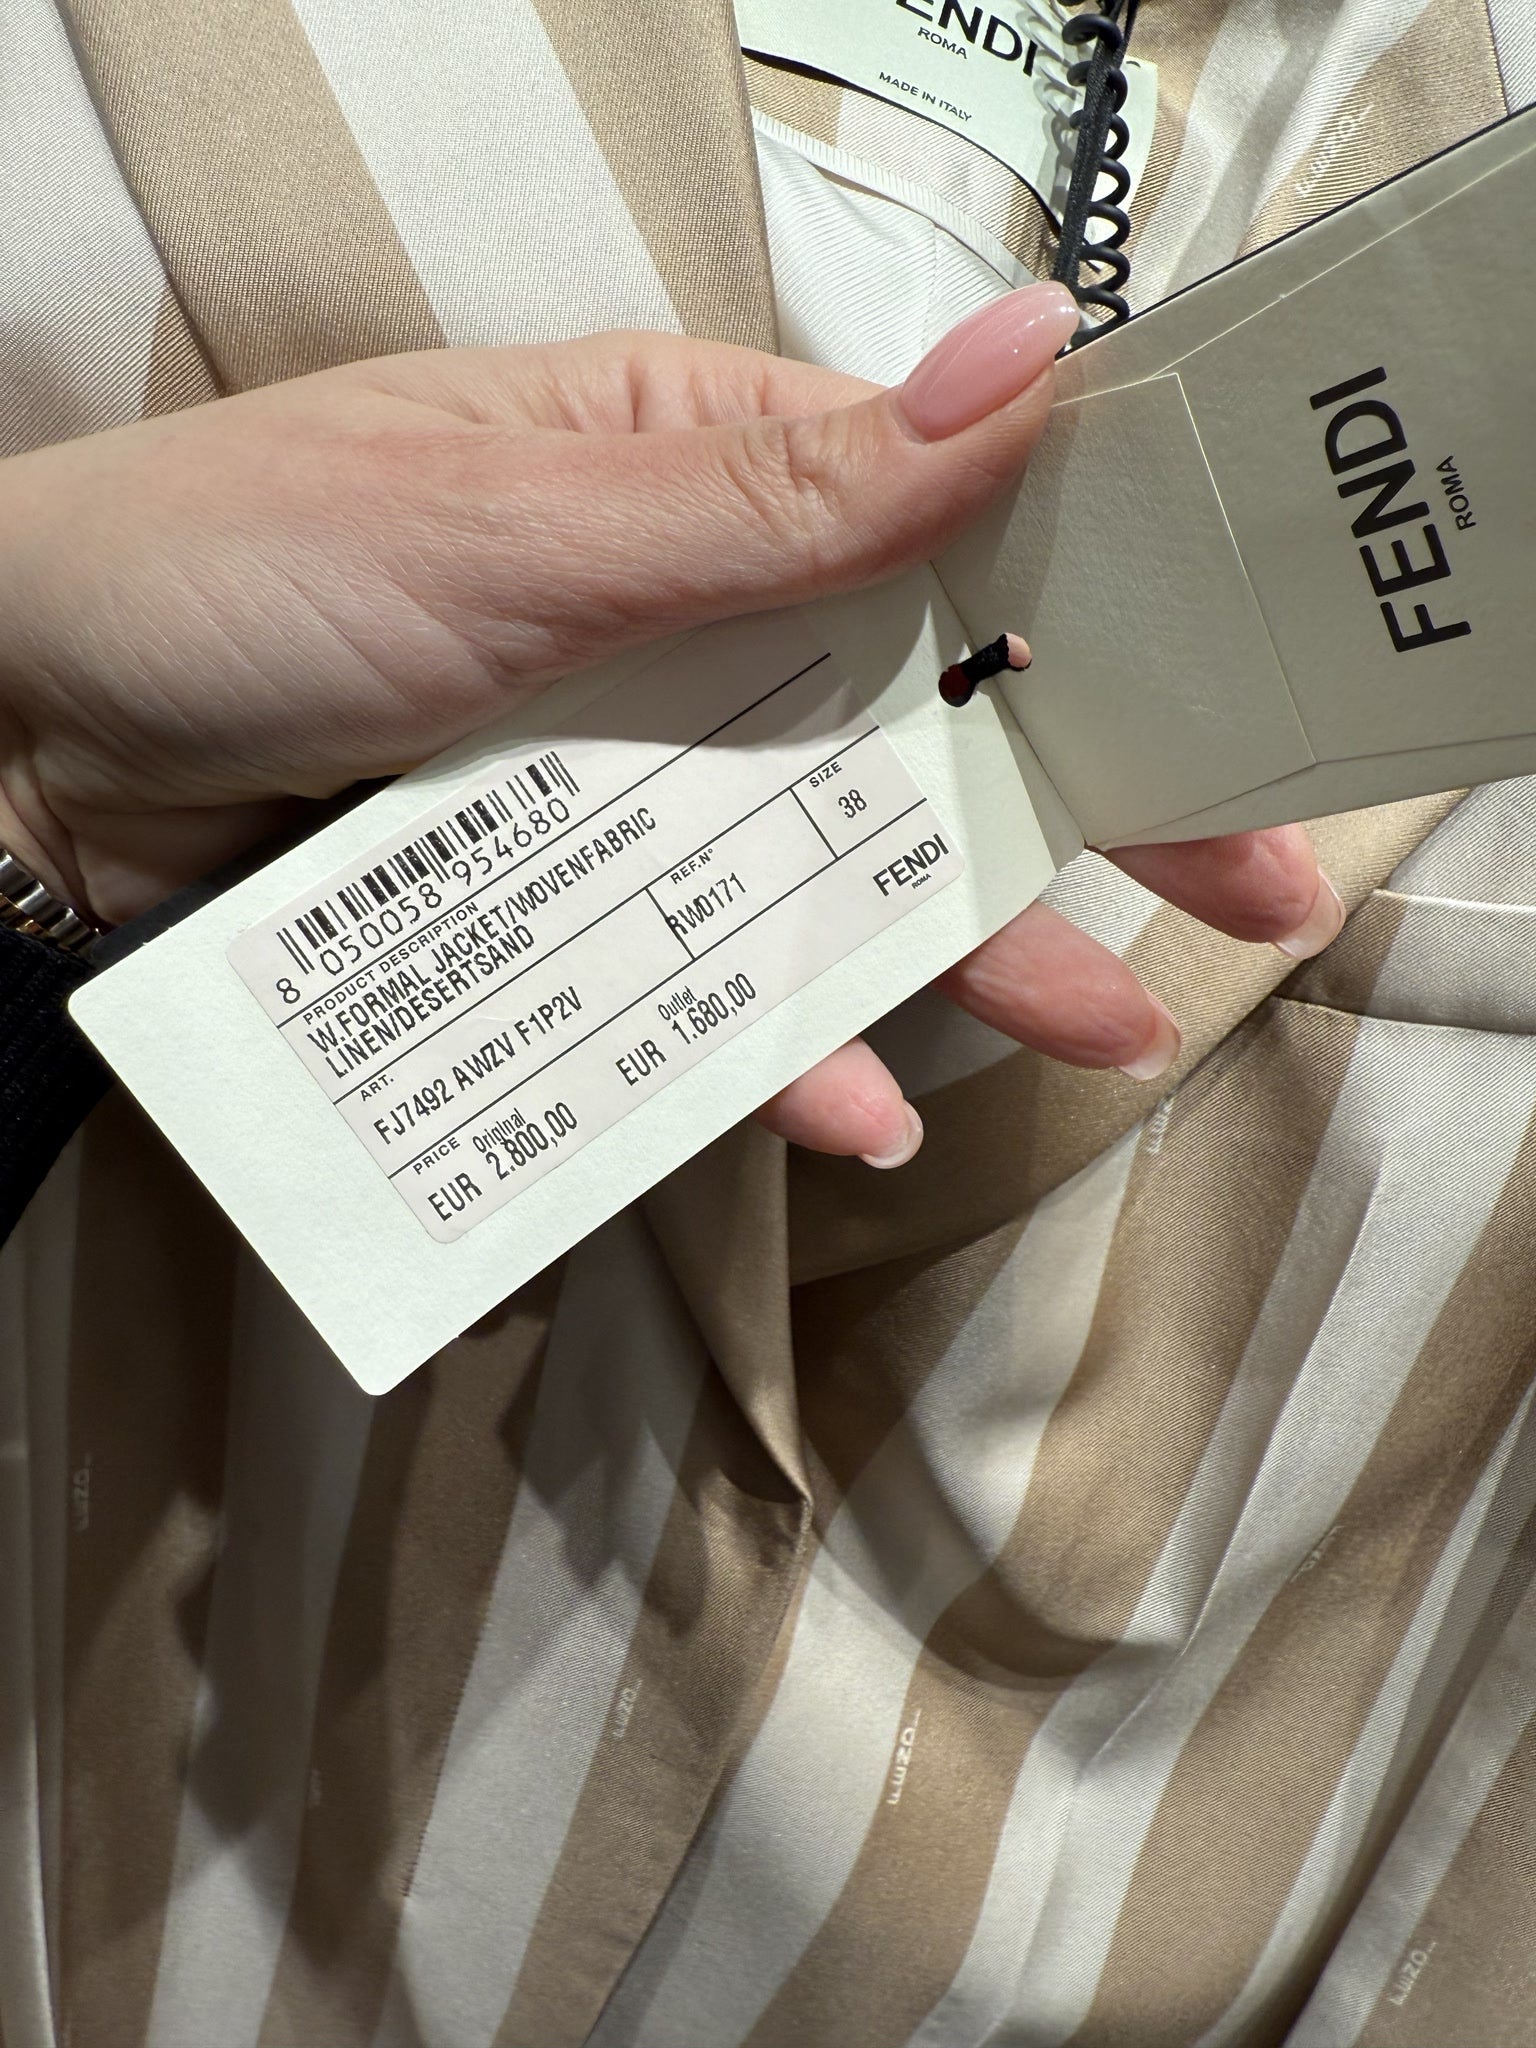 FENDI
ROMA
MADE IN ITALY
FENDI
ROMA
8 050058 954680
PRODUCT DESCRIPTION
W.FORMAL JACKET/WOVENFABRIC
LINEN/DESERTSAND
ART.
FJ7492 AWZV F1P2V
REF.N°
RW0171
SIZE
38
PRICE
Original
EUR 2.800,00
Outlet
EUR 1.680,00
FENDI
ROMA